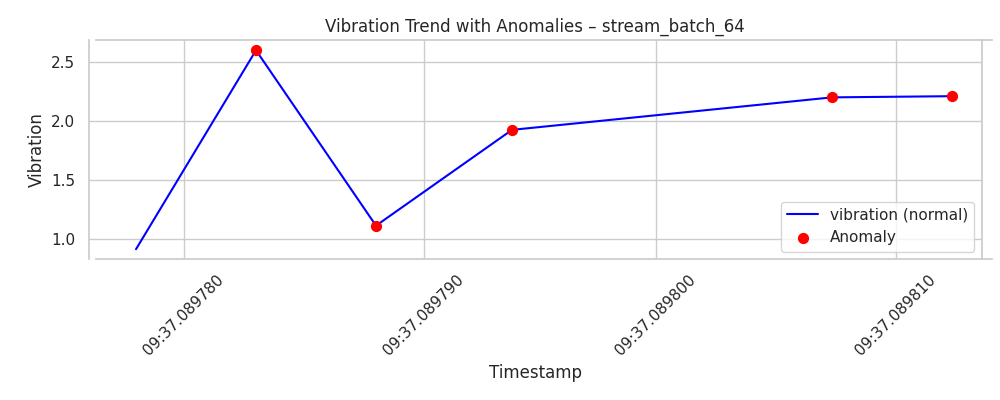 Vibration Trend with Anomalies – stream_batch_64
Vibration
2.5
2.0
1.5
1.0
vibration (normal)
Anomaly
09:37.089780
09:37.089790
09:37.089800
09:37.089810
Timestamp